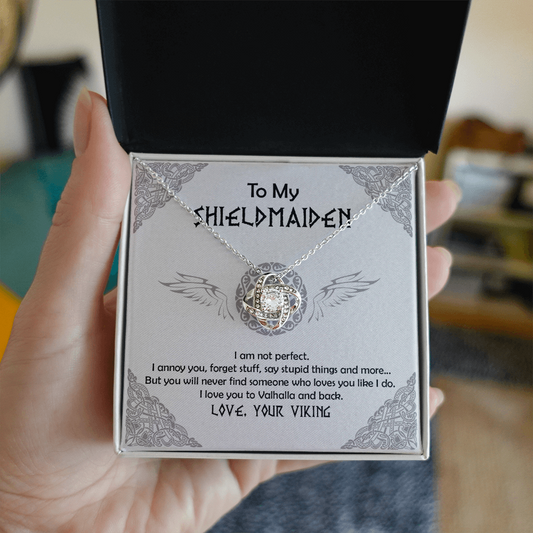 To My
SHIELDMAIDEN
I am not perfect.
I annoy you, forget stuff, say stupid things and more...
But you will never find someone who loves you like I do.
I love you to Valhalla and back.
LOVE, YOUR VIKING